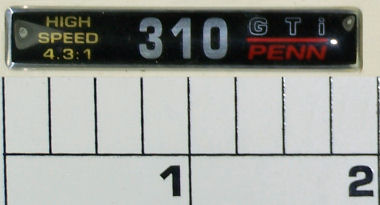 HIGH
SPEED
4.3:1
310
GTi
PENN
1 2